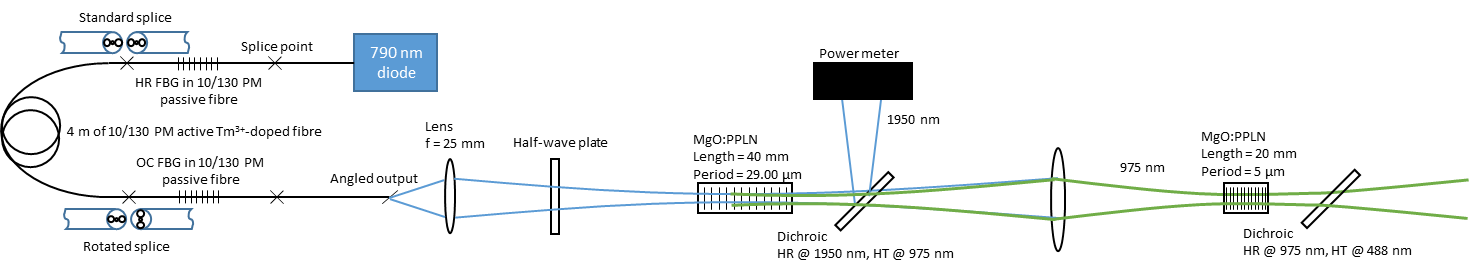 Standard splice
Splice point
790 nm
diode
HR FBG in 10/130 PM
passive fibre
4 m of 10/130 PM active Tm³⁺-doped fibre
OC FBG in 10/130 PM
passive fibre
Rotated splice
Angled output
Lens
f = 25 mm
Half-wave plate
MgO:PPLN
Length = 40 mm
Period = 29.00 µm
Power meter
1950 nm
Dichroic
HR @ 1950 nm, HT @ 975 nm
975 nm
MgO:PPLN
Length = 20 mm
Period = 5 µm
Dichroic
HR @ 975 nm, HT @ 488 nm